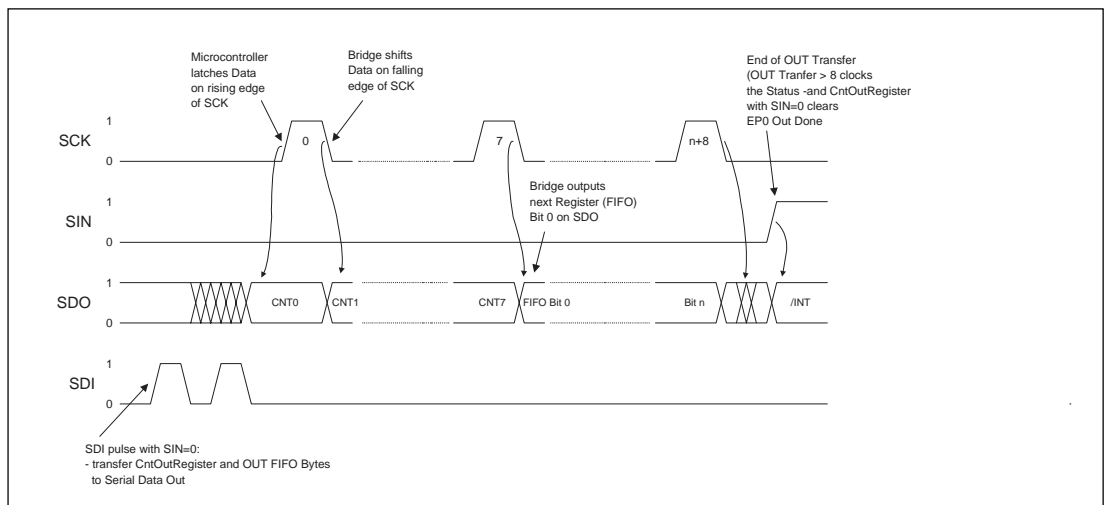 Microcontroller
latches Data
on rising edge
of SCK
Bridge shifts
Data on falling
edge of SCK
End of OUT Transfer
(OUT Tranfer > 8 clocks
the Status -and CntOutRegister
with SIN=0 clears
EP0 Out Done
SCK
1
0
0
7
n+8
Bridge outputs
next Register (FIFO)
Bit 0 on SDO
SIN
1
0
SDO
1
0
CNT0
CNT1
CNT7
FIFO Bit 0
Bit n
/INT
SDI
1
0
SDI pulse with SIN=0:
- transfer CntOutRegister and OUT FIFO Bytes
to Serial Data Out